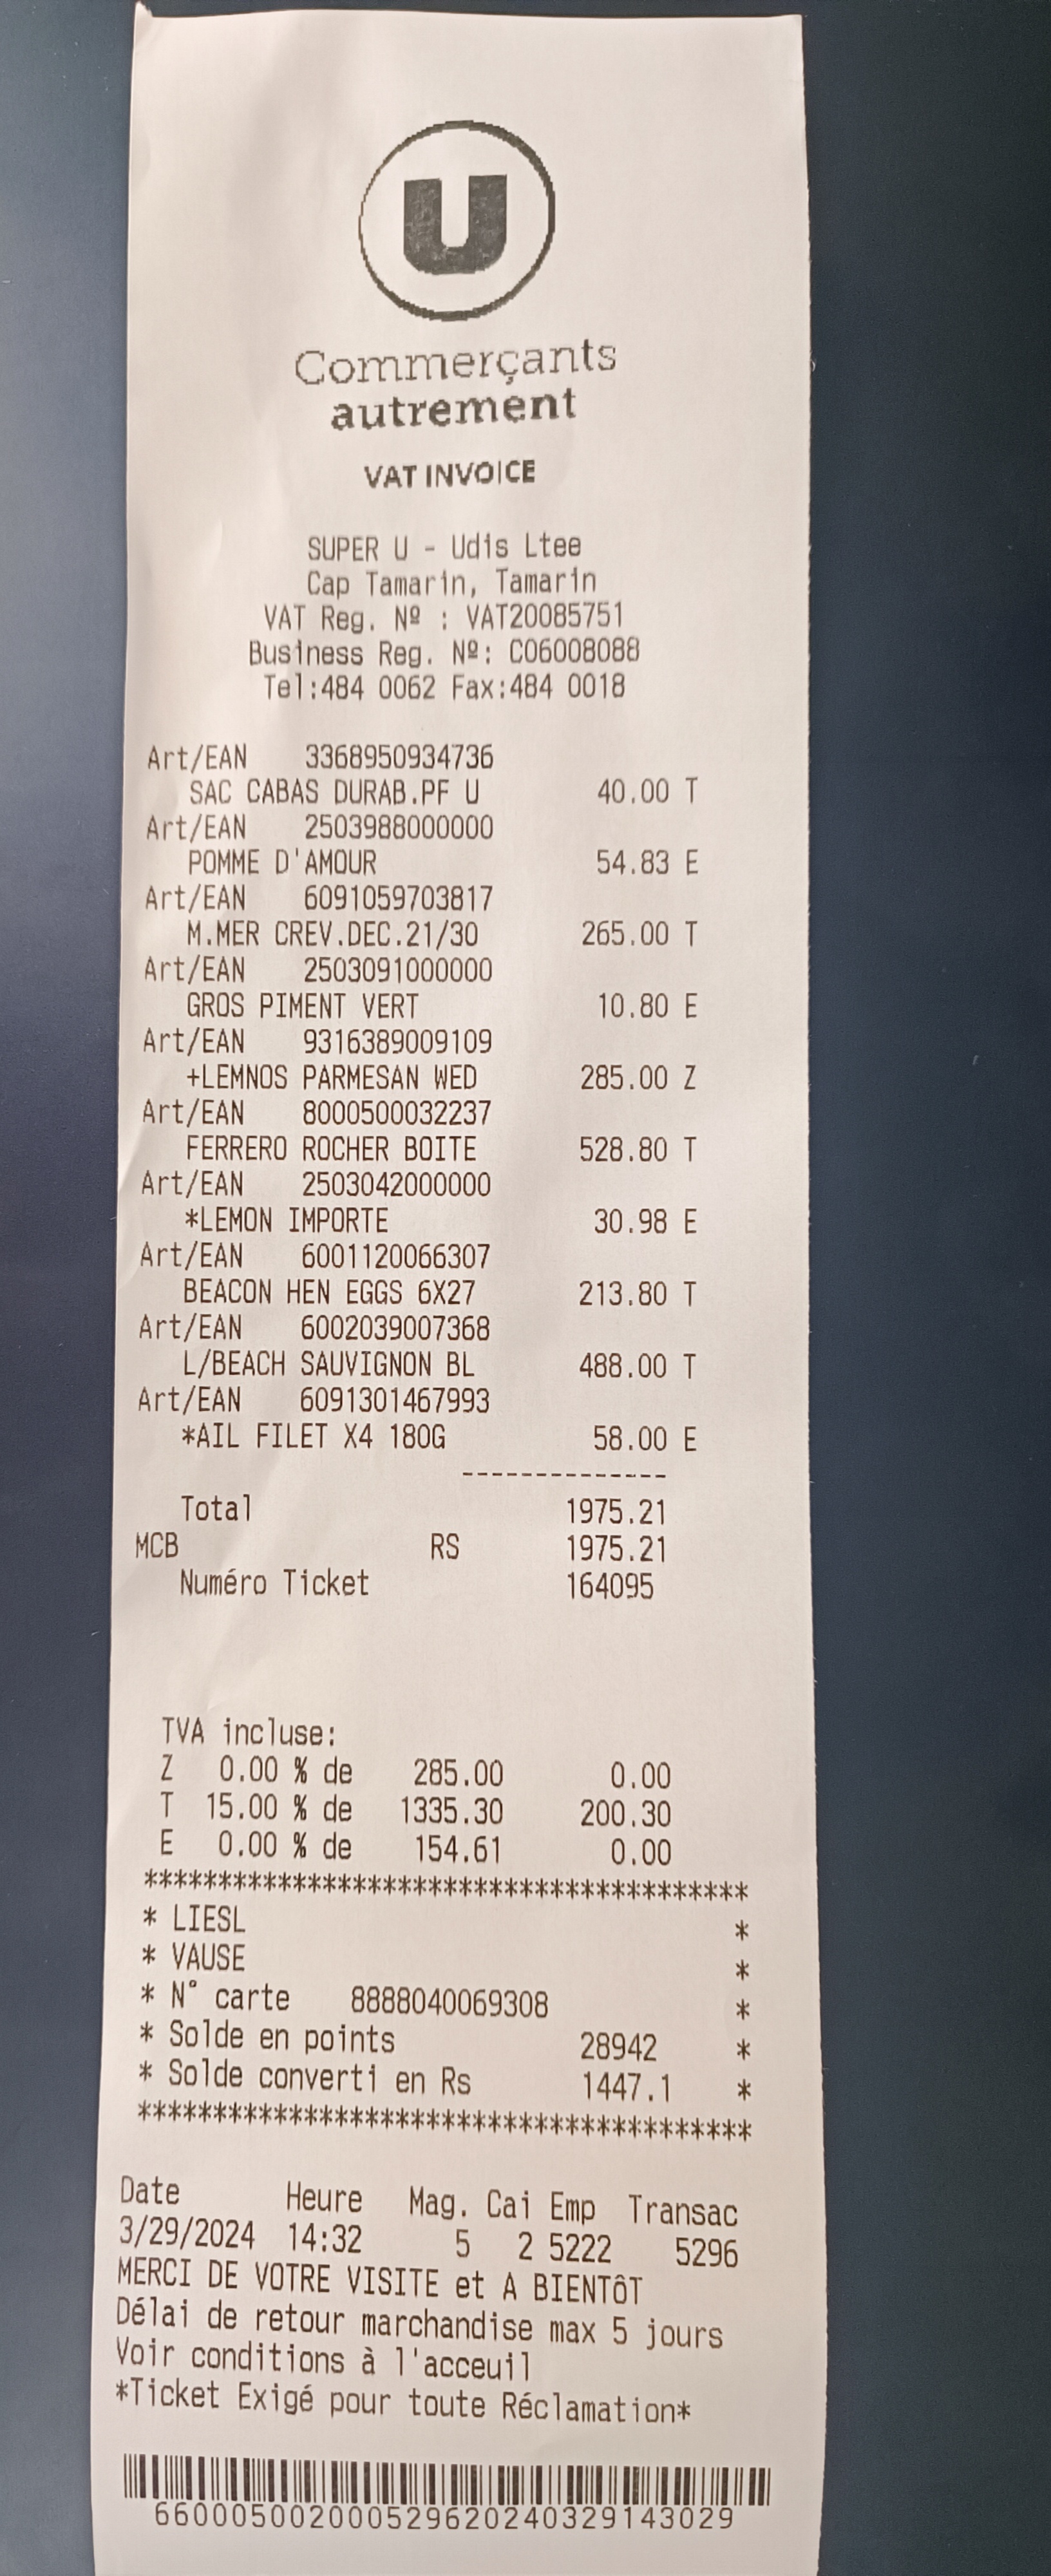 U
Commerçants
autrement
VAT INVOICE
SUPER U - Udis Ltee
Cap Tamarin, Tamarin
VAT Reg. Nº : VAT20085751
Business Reg. Nº: C06008088
Tel:484 0062 Fax:484 0018
Art/EAN 3368950934736
SAC CABAS DURAB.PF U 40.00 T
Art/EAN 2503988000000
POMME D'AMOUR 54.83 E
Art/EAN 6091059703817
M.MER CREV.DEC.21/30 265.00 T
Art/EAN 2503091000000
GROS PIMENT VERT 10.80 E
Art/EAN 9316389009109
+LEMNOS PARMESAN WED 285.00 Z
Art/EAN 8000500032237
FERRERO ROCHER BOITE 528.80 T
Art/EAN 2503042000000
*LEMON IMPORTE 30.98 E
Art/EAN 6001120066307
BEACON HEN EGGS 6X27 213.80 T
Art/EAN 6002039007368
L/BEACH SAUVIGNON BL 488.00 T
Art/EAN 6091301467993
*AIL FILET X4 180G 58.00 E
--------------
Total 1975.21
MCB RS 1975.21
Numéro Ticket 164095
TVA incluse:
Z 0.00 % de 285.00 0.00
T 15.00 % de 1335.30 200.30
E 0.00 % de 154.61 0.00
*****************************************
* LIESL *
* VAUSE *
* N° carte 8888040069308 *
* Solde en points 28942 *
* Solde converti en Rs 1447.1 *
*****************************************
Date Heure Mag. Cai Emp Transac
3/29/2024 14:32 5 2 5222 5296
MERCI DE VOTRE VISITE et A BIENTôT
Délai de retour marchandise max 5 jours
Voir conditions à l'acceuil
*Ticket Exigé pour toute Réclamation*
66000500200052962024032914​3029